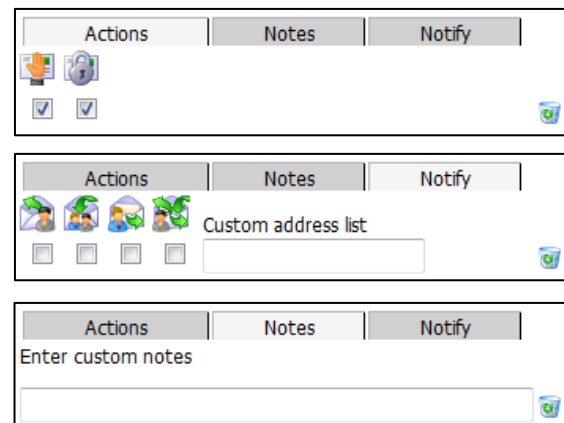 Actions Notes Notify
Actions Notes Notify
Custom address list
Actions Notes Notify
Enter custom notes